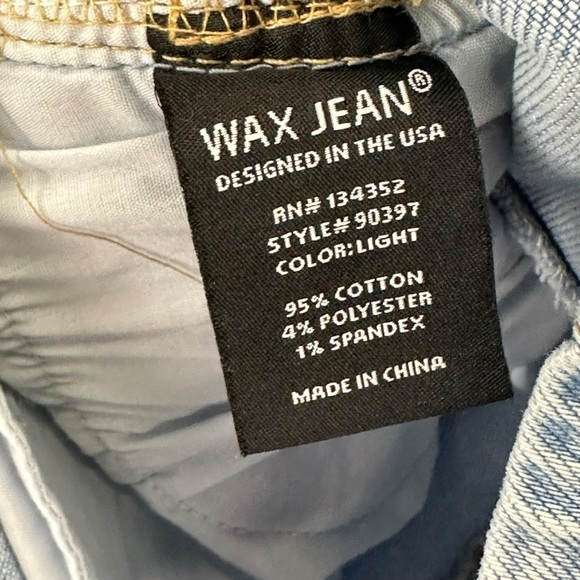 WAX JEAN®
DESIGNED IN THE USA
RN# 134352
STYLE# 90397
COLOR: LIGHT
95% COTTON
4% POLYESTER
1% SPANDEX
MADE IN CHINA